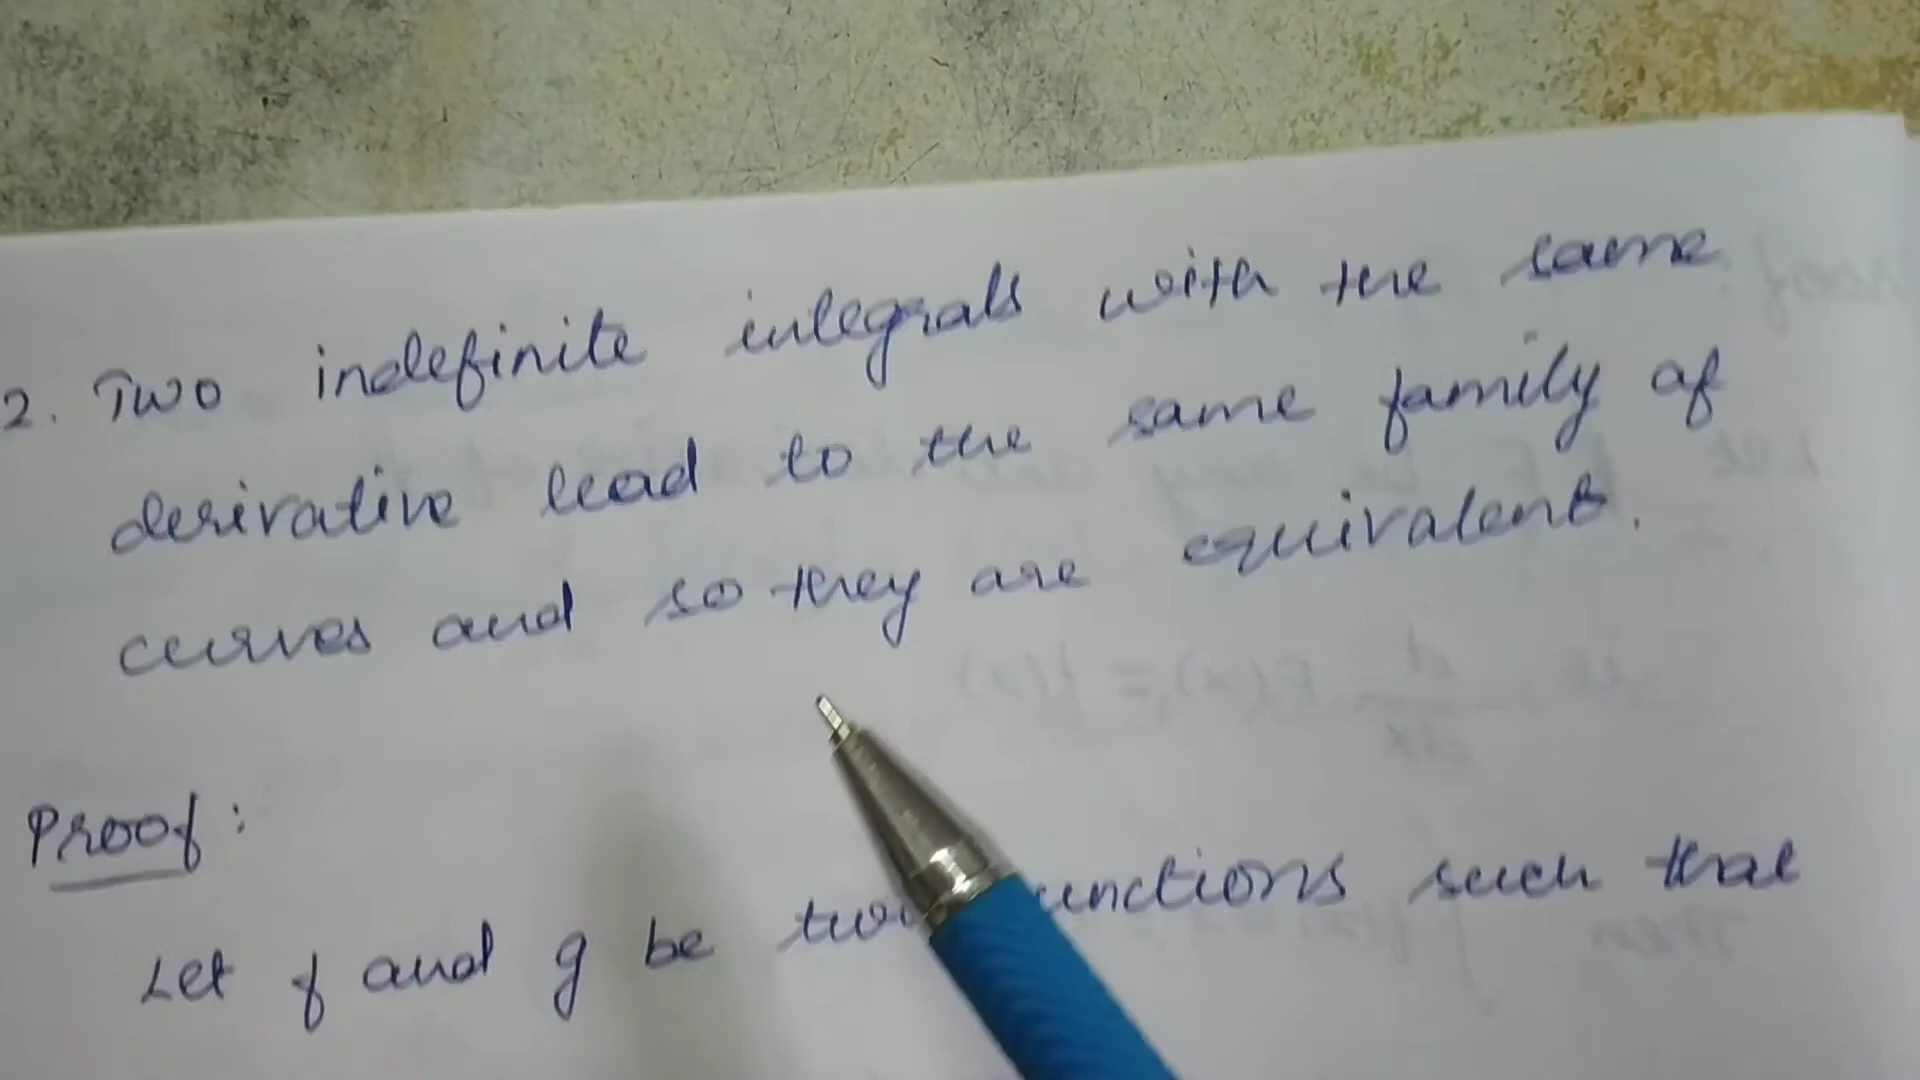 2. Two indefinite integrals with the same
derivative lead to the same family of
curves and so they are equivalent.
Proof:
Let f and g be two functions such that